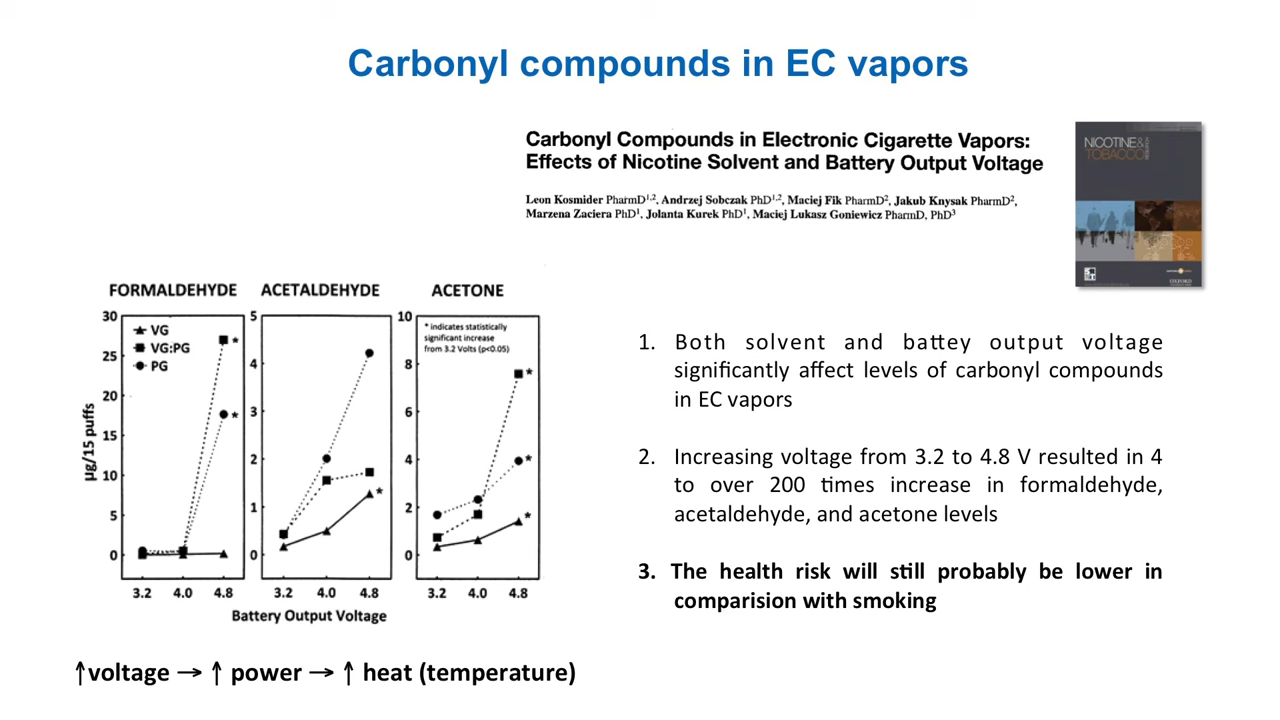 Carbonyl compounds in EC vapors
Carbonyl Compounds in Electronic Cigarette Vapors:
Effects of Nicotine Solvent and Battery Output Voltage
Leon Kosmider PharmD1,2, Andrzej Sobczak PhD1,2, Maciej Fik PharmD2, Jakub Knysak PharmD2,
Marzena Zaciera PhD1, Jolanta Kurek PhD1, Maciej Lukasz Goniewicz PharmD, PhD3
NICOTINE&
TOBACCO
OXFORD
FORMALDEHYDE
ACETALDEHYDE
ACETONE
µg/15 puffs
30
25
20
15
10
5
0
VG
VG:PG
PG
*
*
3.2 4.0 4.8
5
4
3
2
1
0
*
3.2 4.0 4.8
10
8
6
4
2
0
* indicates statistically
significant increase
from 3.2 Volts (p<0.05)
*
*
*
3.2 4.0 4.8
Battery Output Voltage
1. Both solvent and battey output voltage
significantly affect levels of carbonyl compounds
in EC vapors
2. Increasing voltage from 3.2 to 4.8 V resulted in 4
to over 200 times increase in formaldehyde,
acetaldehyde, and acetone levels
3. The health risk will still probably be lower in
comparision with smoking
↑voltage → ↑ power → ↑ heat (temperature)